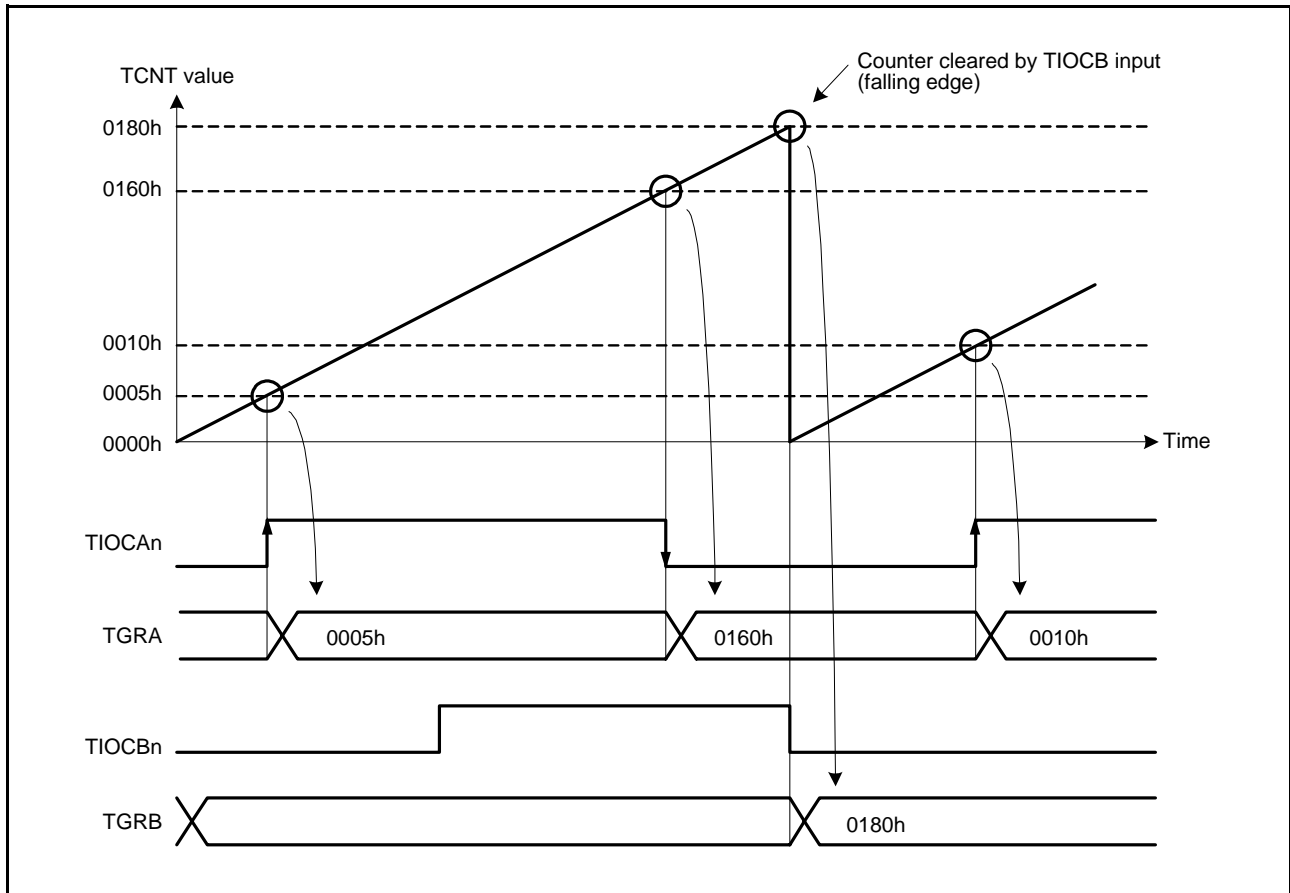 Counter cleared by TIOCB input
(falling edge)
TCNT value
0180h
0160h
0010h
0005h
0000h
Time
TIOCAn
TGRA
0005h
0160h
0010h
TIOCBn
TGRB
0180h